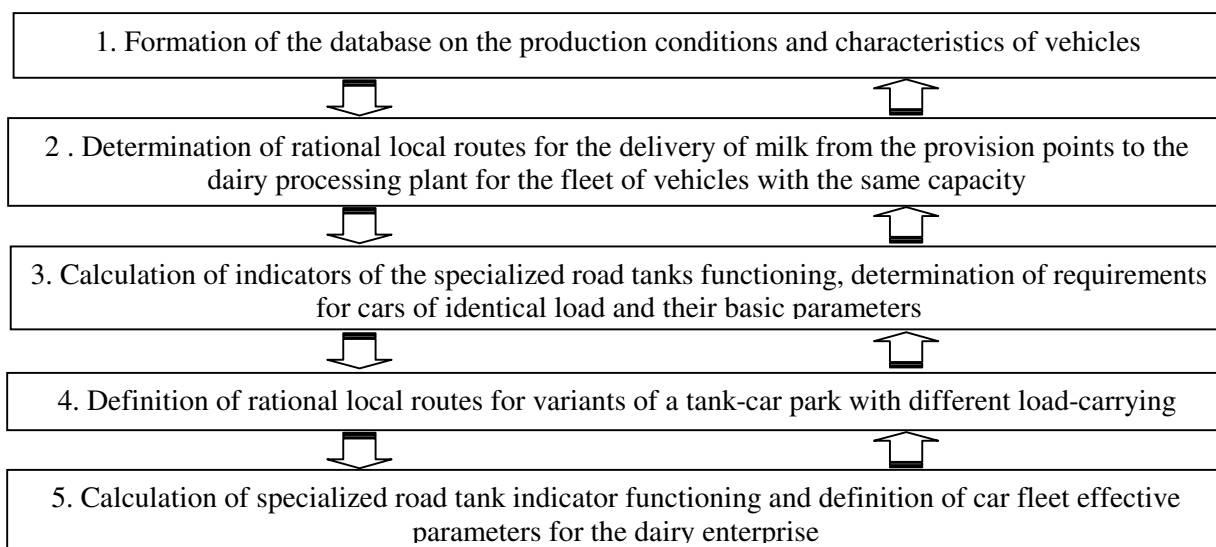 1. Formation of the database on the production conditions and characteristics of vehicles
2 . Determination of rational local routes for the delivery of milk from the provision points to the
dairy processing plant for the fleet of vehicles with the same capacity
3. Calculation of indicators of the specialized road tanks functioning, determination of requirements
for cars of identical load and their basic parameters
4. Definition of rational local routes for variants of a tank-car park with different load-carrying
5. Calculation of specialized road tank indicator functioning and definition of car fleet effective
parameters for the dairy enterprise